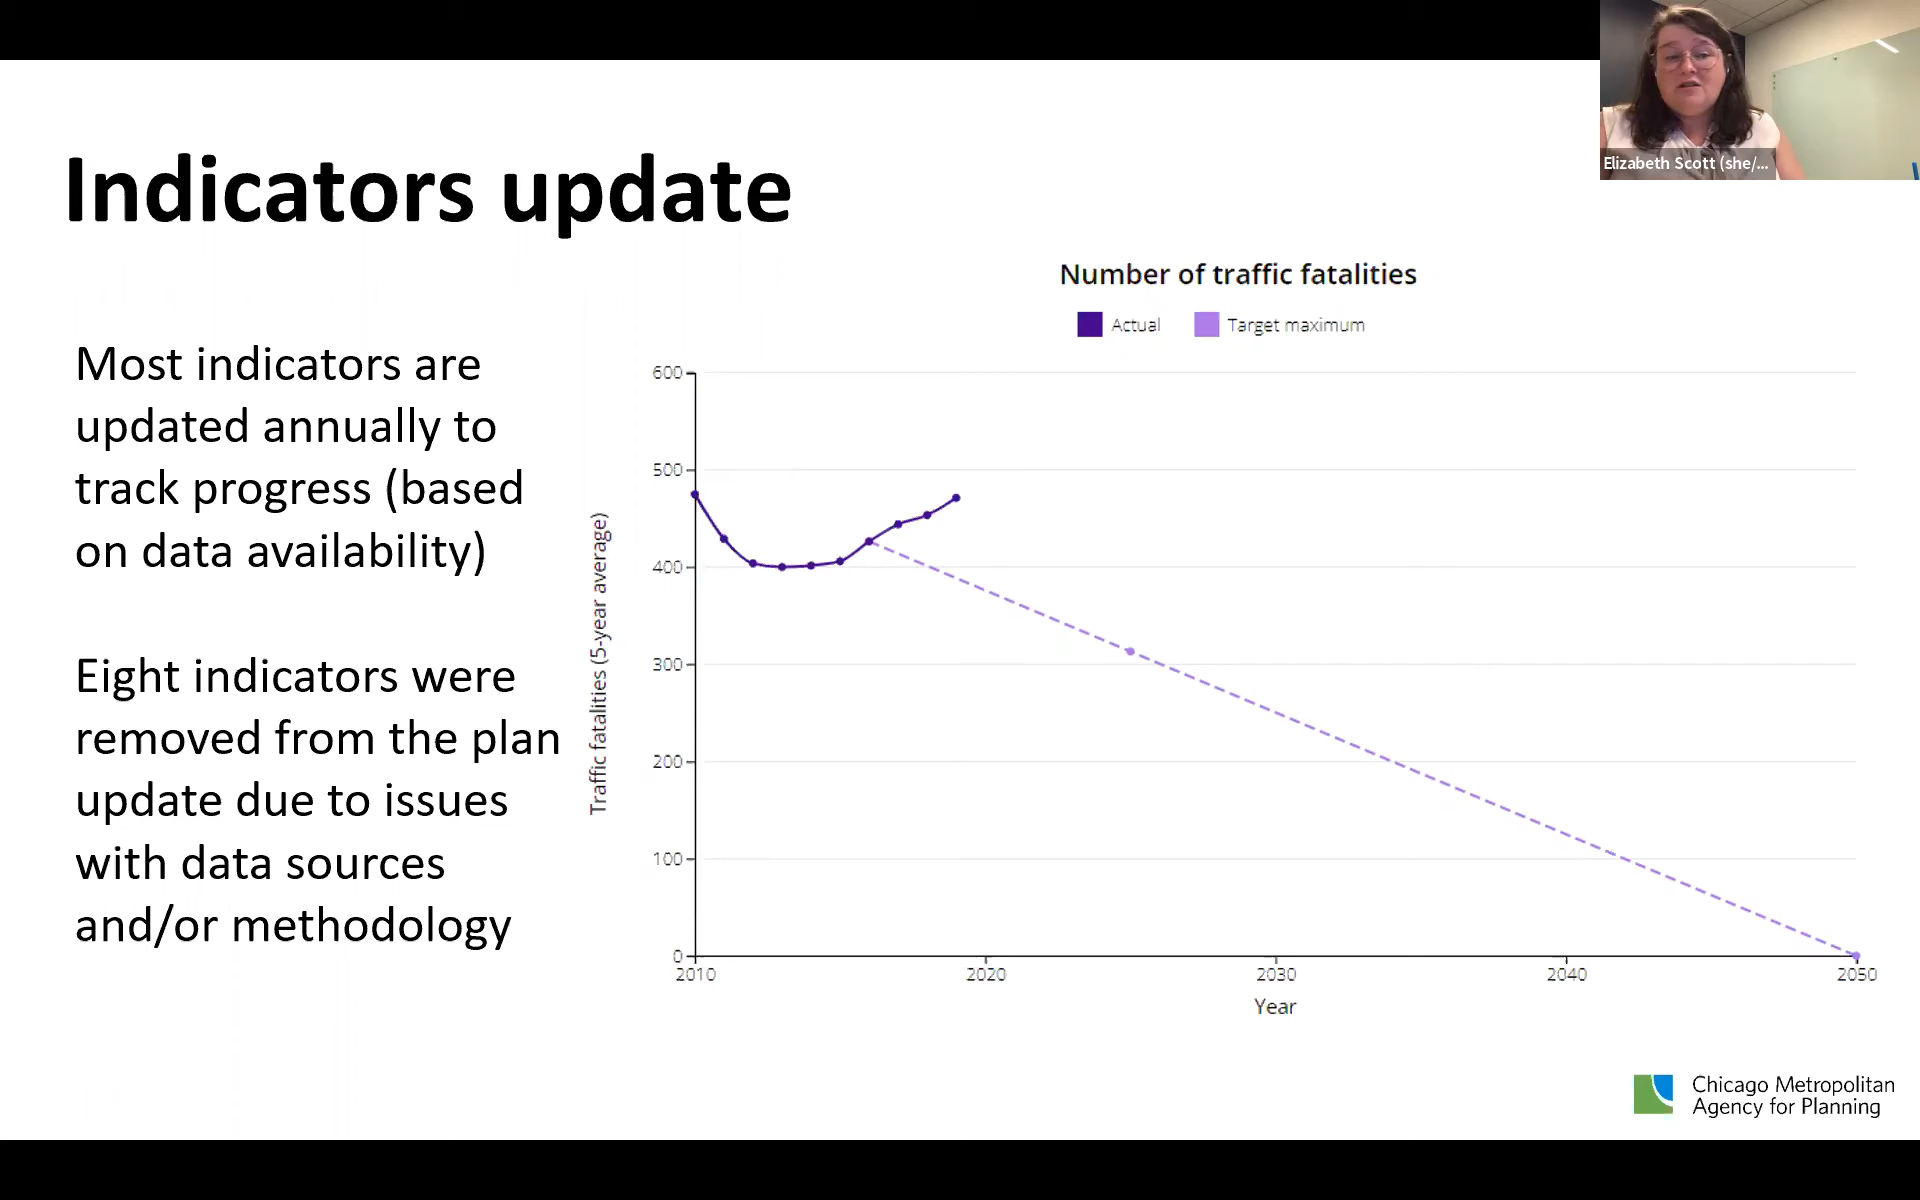 Elizabeth Scott (she/...
Indicators update
Most indicators are
updated annually to
track progress (based
on data availability)
Eight indicators were
removed from the plan
update due to issues
with data sources
and/or methodology
Number of traffic fatalities
Actual
Target maximum
Traffic fatalities (5-year average)
600
500
400
300
200
100
0
2010
2020
2030
2040
2050
Year
Chicago Metropolitan
Agency for Planning